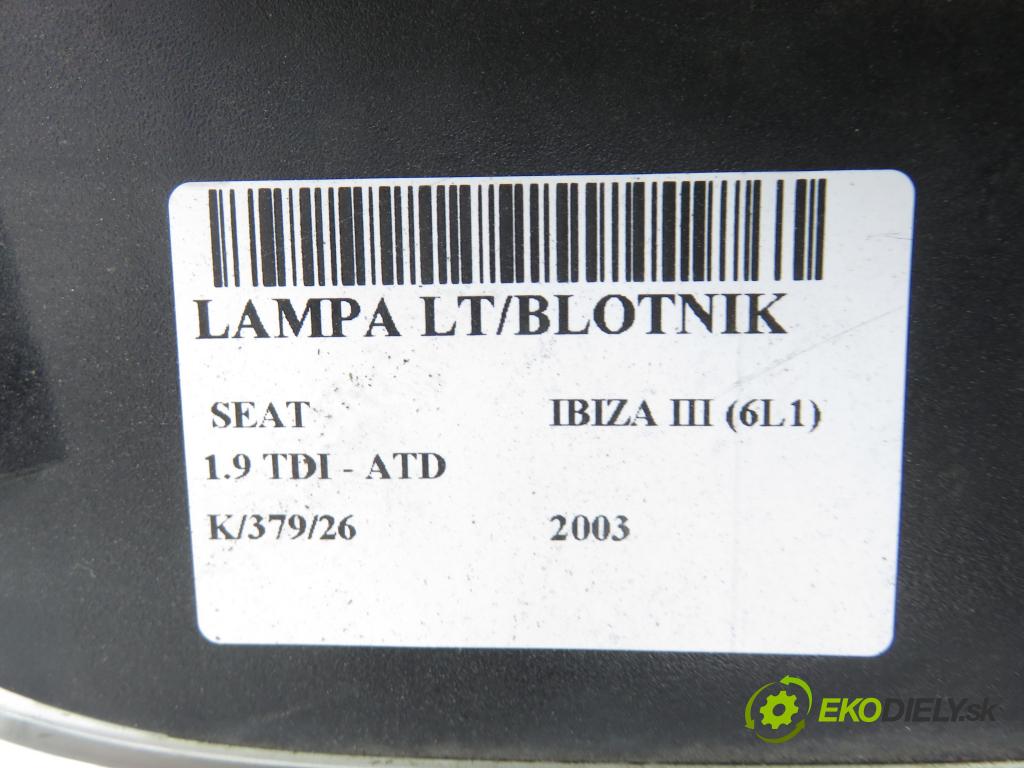 LAMPA LT/BLOTNIK
SEAT IBIZA III (6L1)
1.9 TDI - ATD
K/379/26 2003
EKODIELY.sk